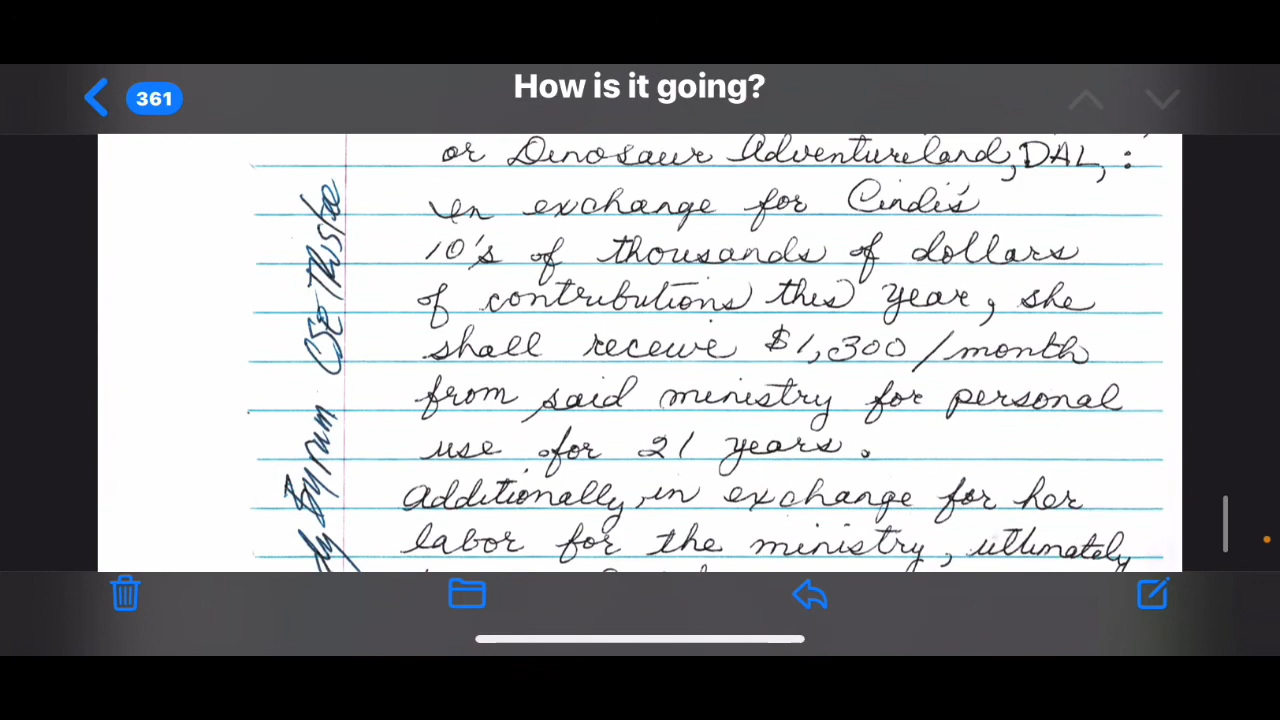 How is it going?
361
or Dinosaur Adventureland, DAL, :
in exchange for Cindi's
10's of thousands of dollars
of contributions this year, she
shall receive $1,300/month
from said ministry for personal
use for 21 years.
Additionally, in exchange for her
labor for the ministry, ultimately
Byrum